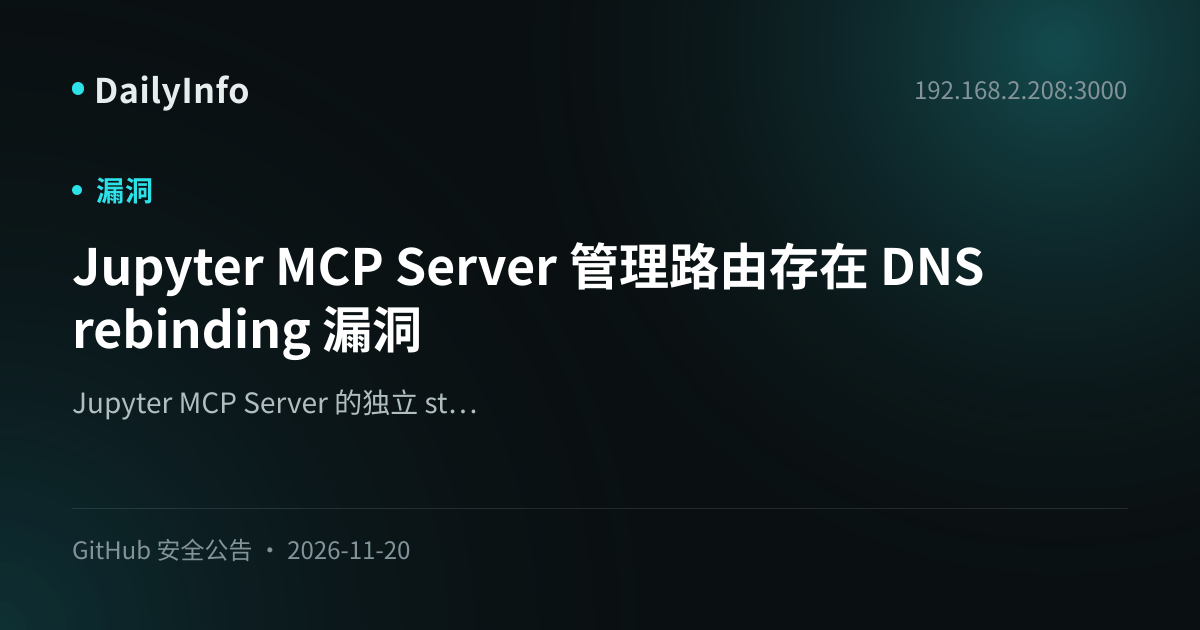 DailyInfo
192.168.2.208:3000
漏洞
Jupyter MCP Server 管理路由存在 DNS
rebinding 漏洞
Jupyter MCP Server 的独立 st…
GitHub 安全公告 · 2026-11-20